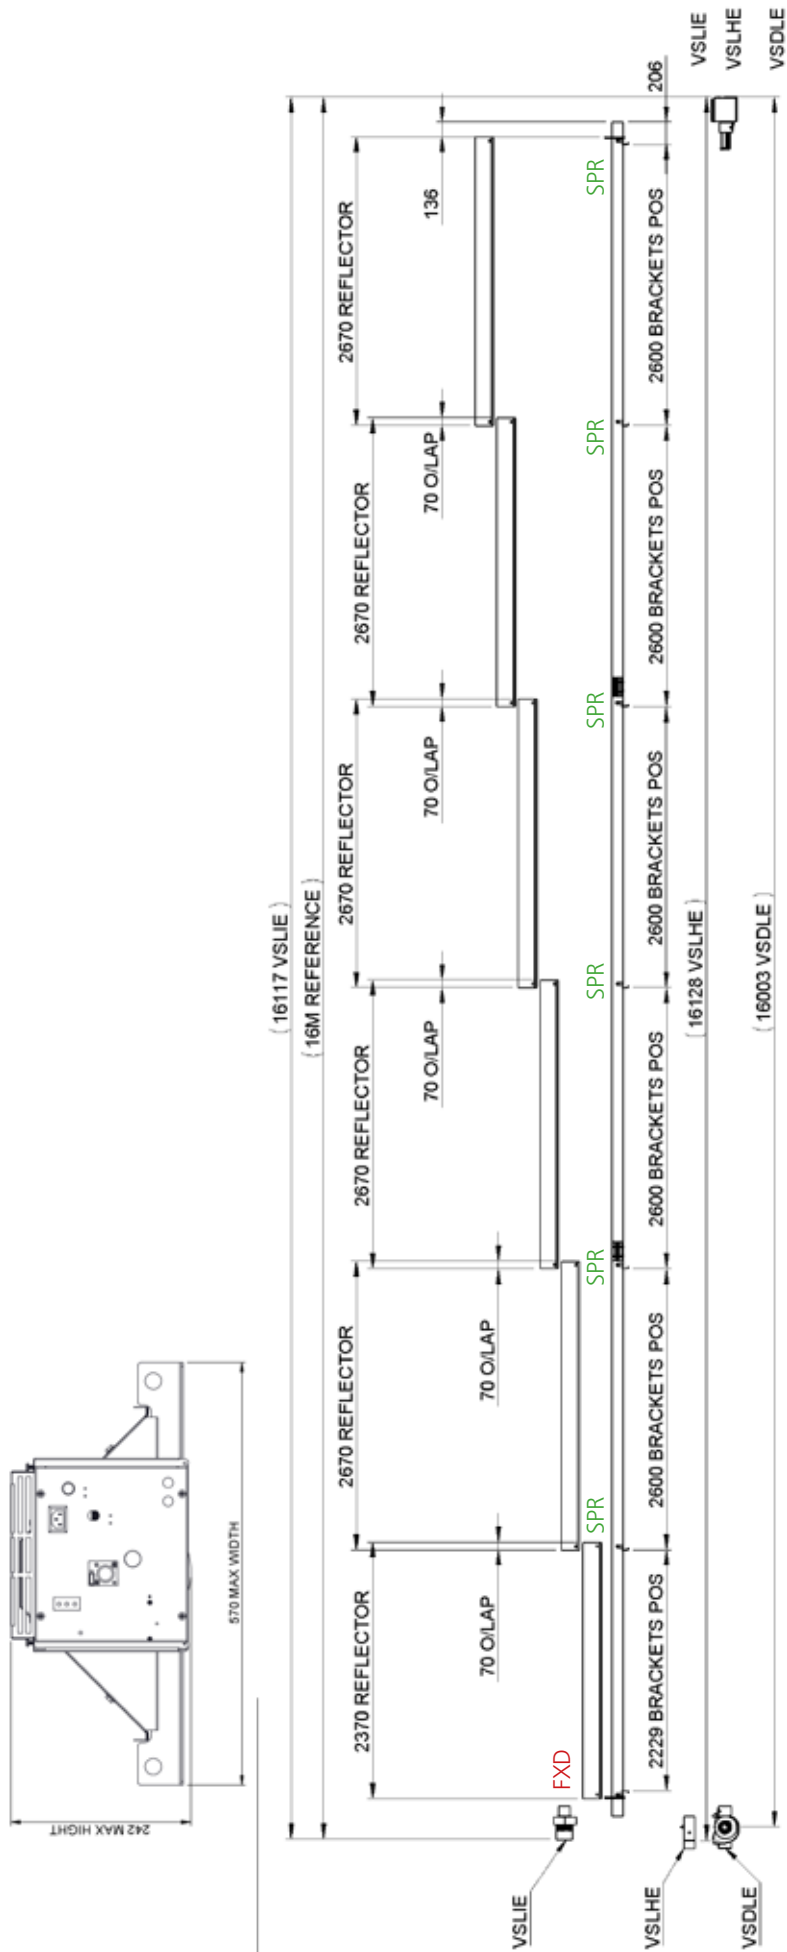 242 MAX HIGHT
570 MAX WIDTH
( 16117 VSLIE )
( 16M REFERENCE )
2370 REFLECTOR
2670 REFLECTOR
2670 REFLECTOR
2670 REFLECTOR
2670 REFLECTOR
2670 REFLECTOR
70 O/LAP
70 O/LAP
70 O/LAP
70 O/LAP
70 O/LAP
136
FXD
SPR
SPR
SPR
SPR
SPR
SPR
2229 BRACKETS POS
2600 BRACKETS POS
2600 BRACKETS POS
2600 BRACKETS POS
2600 BRACKETS POS
2600 BRACKETS POS
206
( 16128 VSLHE )
( 16003 VSDLE )
VSLIE
VSLHE
VSDLE
VSLIE
VSLHE
VSDLE